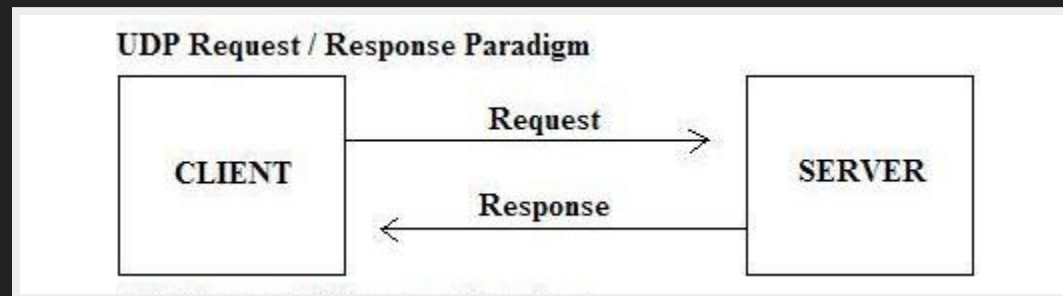 UDP Request / Response Paradigm
Request
CLIENT
SERVER
Response